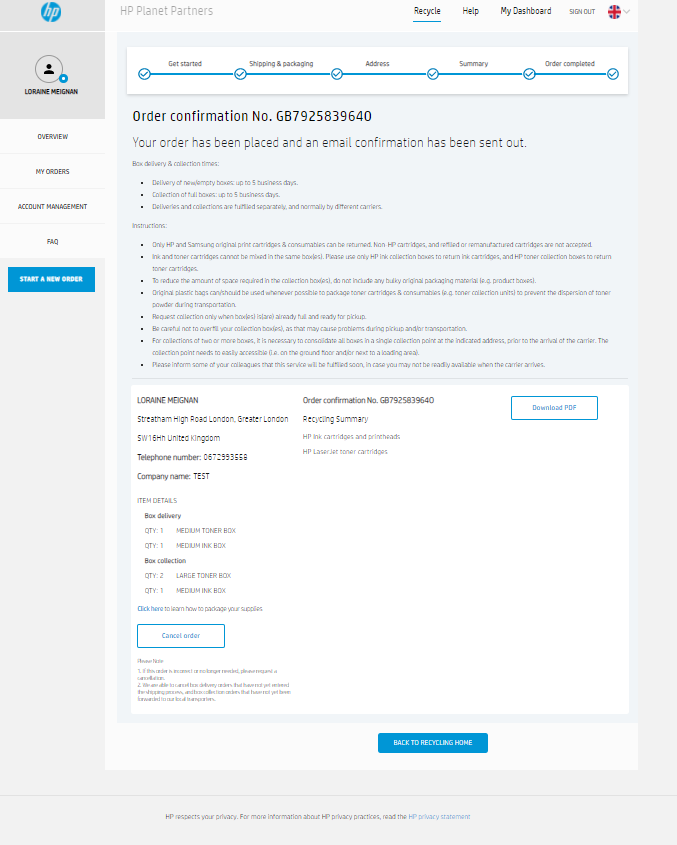 hp
HP Planet Partners
Recycle
Help
My Dashboard
SIGN OUT
LORAINE MEIGNAN
OVERVIEW
MY ORDERS
ACCOUNT MANAGEMENT
FAQ
START A NEW ORDER
Get started
Shipping & packaging
Address
Summary
Order completed
Order confirmation No. GB7925839640
Your order has been placed and an email confirmation has been sent out.
Box delivery & collection times:
Delivery of new/empty boxes: up to 5 business days.
Collection of full boxes: up to 5 business days.
Deliveries and collections are fulfilled separately, and normally by different carriers.
Instructions:
Only HP and Samsung original print cartridges & consumables can be returned. Non-HP cartridges, and refilled or remanufactured cartridges are not accepted.
Ink and toner cartridges cannot be mixed in the same box(es). Please use only HP ink collection boxes to return ink cartridges, and HP toner collection boxes to return
toner cartridges.
To reduce the amount of space required in the collection box(es), do not include any bulky original packaging material (e.g. product boxes).
Original plastic bags can/should be used whenever possible to package toner cartridges & consumables (e.g. toner collection units) to prevent the dispersion of toner
powder during transportation.
Request collection only when box(es) is(are) already full and ready for pickup.
Be careful not to overfill your collection box(es), as that may cause problems during pickup and/or transportation.
For collections of two or more boxes, it is necessary to consolidate all boxes in a single collection point at the indicated address, prior to the arrival of the carrier. The
collection point needs to easily accessible (i.e. on the ground floor and/or next to a loading area).
Please inform some of your colleagues that this service will be fulfilled soon, in case you may not be readily available when the carrier arrives.
LORAINE MEIGNAN
Streatham High Road London, Greater London
SW16Hh United Kingdom
Telephone number: 0672993558
Company name: TEST
Order confirmation No. GB7925839640
Recycling Summary
HP Ink cartridges and printheads
HP LaserJet toner cartridges
Download PDF
ITEM DETAILS
Box delivery
QTY: 1 MEDIUM TONER BOX
QTY: 1 MEDIUM INK BOX
Box collection
QTY: 2 LARGE TONER BOX
QTY: 1 MEDIUM INK BOX
Click here to learn how to package your supplies
Cancel order
Please Note
1. If this order is incorrect or no longer needed, please request a
cancellation.
2. We are able to cancel box delivery orders that have not yet entered
the shipping process, and box collection orders that have not yet been
forwarded to our local transporters.
BACK TO RECYCLING HOME
HP respects your privacy. For more information about HP privacy practices, read the HP privacy statement